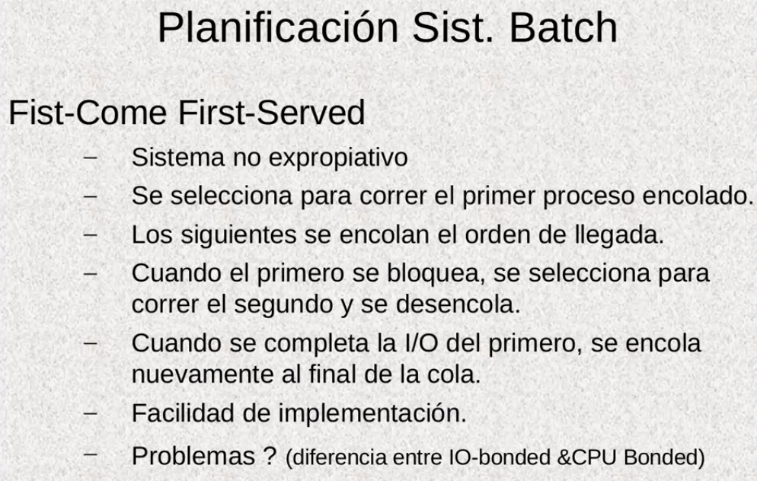 Planificación Sist. Batch
Fist-Come First-Served
– Sistema no expropiativo
– Se selecciona para correr el primer proceso encolado.
– Los siguientes se encolan el orden de llegada.
– Cuando el primero se bloquea, se selecciona para
correr el segundo y se desencola.
– Cuando se completa la I/O del primero, se encola
nuevamente al final de la cola.
– Facilidad de implementación.
– Problemas ? (diferencia entre IO-bonded &CPU Bonded)